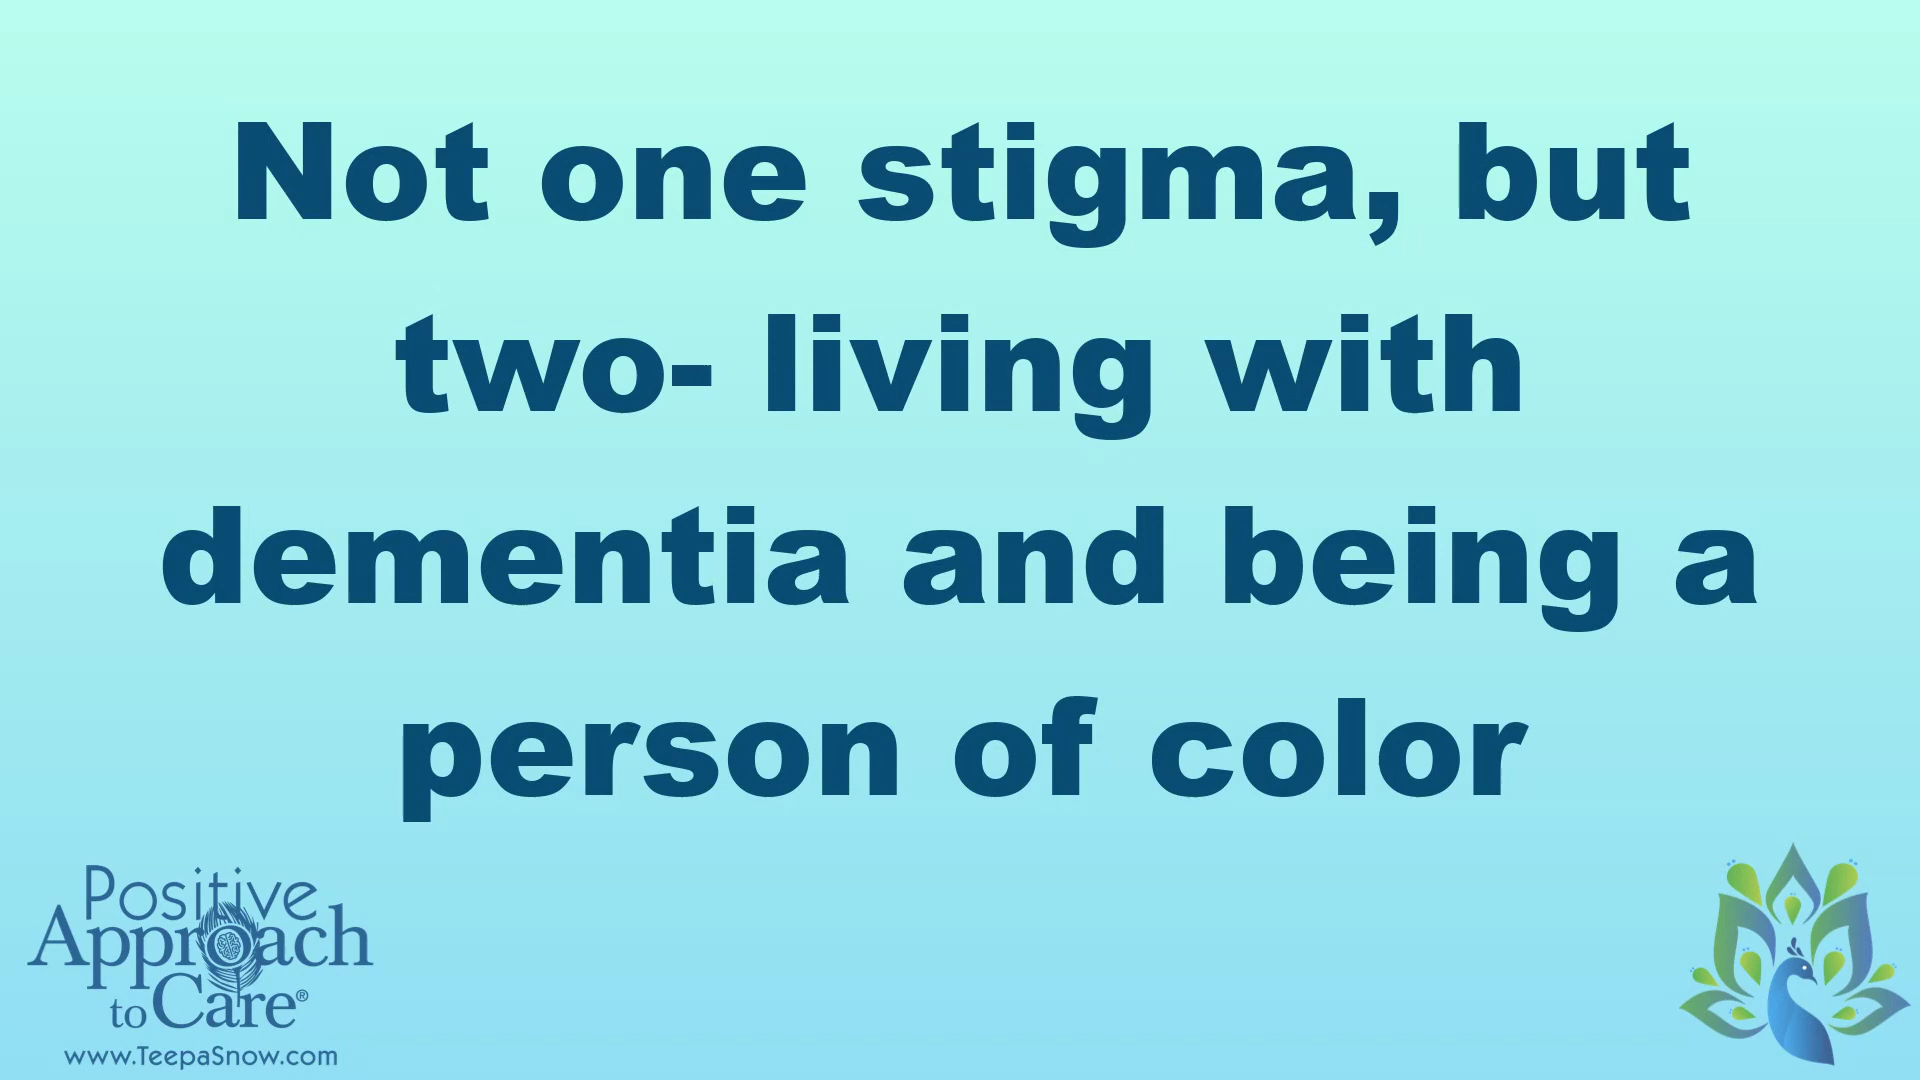 Not one stigma, but
two- living with
dementia and being a
person of color
Positive
Approach
to Care®
www.TeepaSnow.com